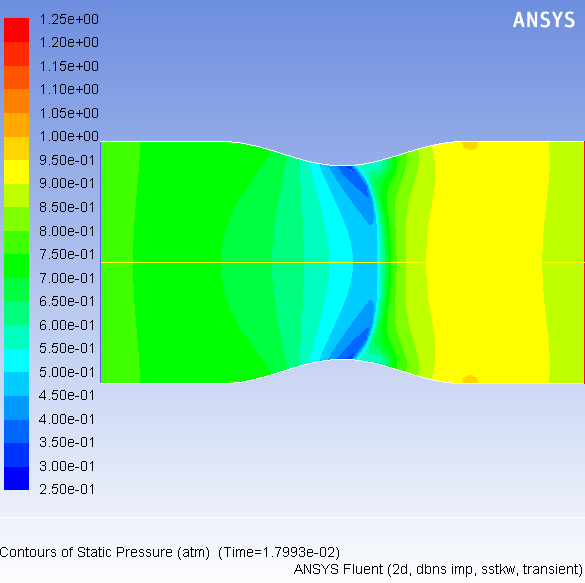 ANSYS
1.25e+00
1.20e+00
1.15e+00
1.10e+00
1.05e+00
1.00e+00
9.50e-01
9.00e-01
8.50e-01
8.00e-01
7.50e-01
7.00e-01
6.50e-01
6.00e-01
5.50e-01
5.00e-01
4.50e-01
4.00e-01
3.50e-01
3.00e-01
2.50e-01
Contours of Static Pressure (atm)  (Time=1.7993e-02)
ANSYS Fluent (2d, dbns imp, sstkw, transient)